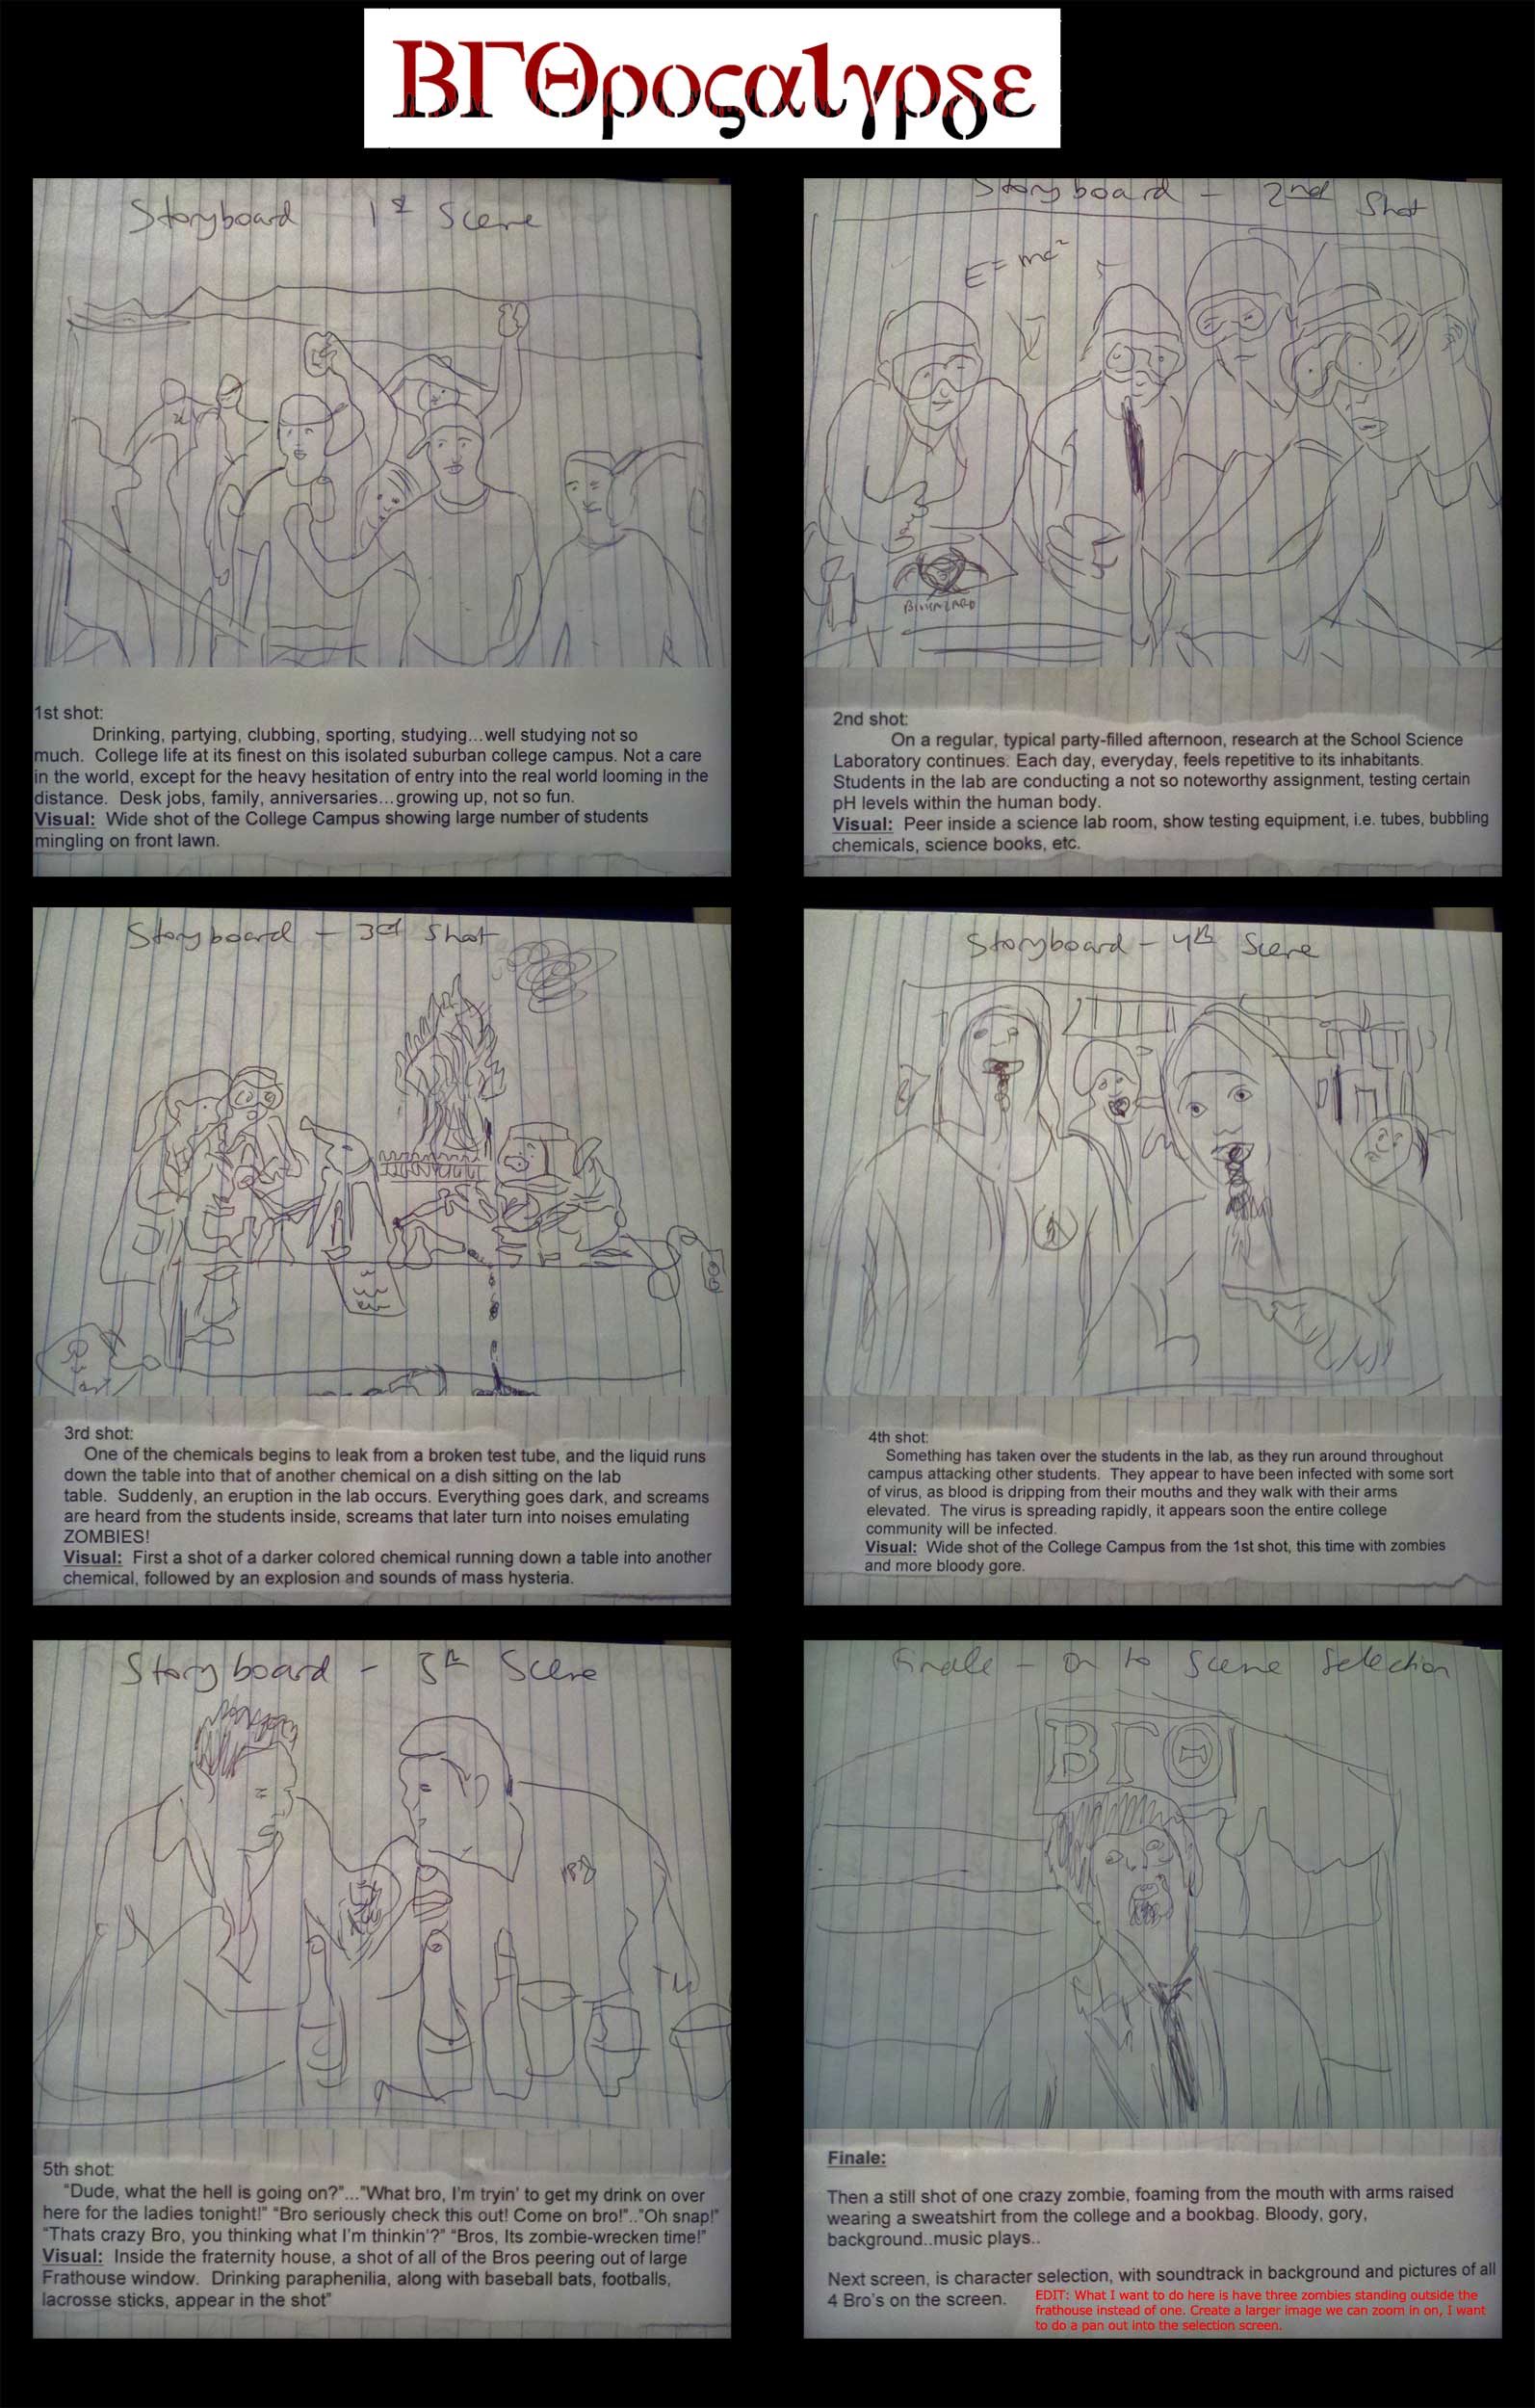 ΒΓΘροςαlγρδε
Storyboard 1st Scene
1st shot:
Drinking, partying, clubbing, sporting, studying...well studying not so
much. College life at its finest on this isolated suburban college campus. Not a care
in the world, except for the heavy hesitation of entry into the real world looming in the
distance. Desk jobs, family, anniversaries...growing up, not so fun.
Visual: Wide shot of the College Campus showing large number of students
mingling on front lawn.
Storyboard - 2nd Shot
E=mc²
BIOHAZARD
2nd shot:
On a regular, typical party-filled afternoon, research at the School Science
Laboratory continues. Each day, everyday, feels repetitive to its inhabitants.
Students in the lab are conducting a not so noteworthy assignment, testing certain
pH levels within the human body.
Visual: Peer inside a science lab room, show testing equipment, i.e. tubes, bubbling
chemicals, science books, etc.
Storyboard - 3rd Shot
3rd shot:
One of the chemicals begins to leak from a broken test tube, and the liquid runs
down the table into that of another chemical on a dish sitting on the lab
table. Suddenly, an eruption in the lab occurs. Everything goes dark, and screams
are heard from the students inside, screams that later turn into noises emulating
ZOMBIES!
Visual: First a shot of a darker colored chemical running down a table into another
chemical, followed by an explosion and sounds of mass hysteria.
Storyboard - 4th Scene
4th shot:
Something has taken over the students in the lab, as they run around throughout
campus attacking other students. They appear to have been infected with some sort
of virus, as blood is dripping from their mouths and they walk with their arms
elevated. The virus is spreading rapidly, it appears soon the entire college
community will be infected.
Visual: Wide shot of the College Campus from the 1st shot, this time with zombies
and more bloody gore.
Storyboard - 5th Scene
5th shot:
"Dude, what the hell is going on?"..."What bro, I'm tryin' to get my drink on over
here for the ladies tonight!" "Bro seriously check this out! Come on bro!".."Oh snap!"
"Thats crazy Bro, you thinking what I'm thinkin'?" "Bros, Its zombie-wrecken time!"
Visual: Inside the fraternity house, a shot of all of the Bros peering out of large
Frathouse window. Drinking paraphenilia, along with baseball bats, footballs,
lacrosse sticks, appear in the shot"
Finale - On to Scene Selection
ΒΓΘ
Finale:
Then a still shot of one crazy zombie, foaming from the mouth with arms raised
wearing a sweatshirt from the college and a bookbag. Bloody, gory,
background..music plays..
Next screen, is character selection, with soundtrack in background and pictures of all
4 Bro's on the screen.
EDIT: What I want to do here is have three zombies standing outside the
frathouse instead of one. Create a larger image we can zoom in on, I want
to do a pan out into the selection screen.